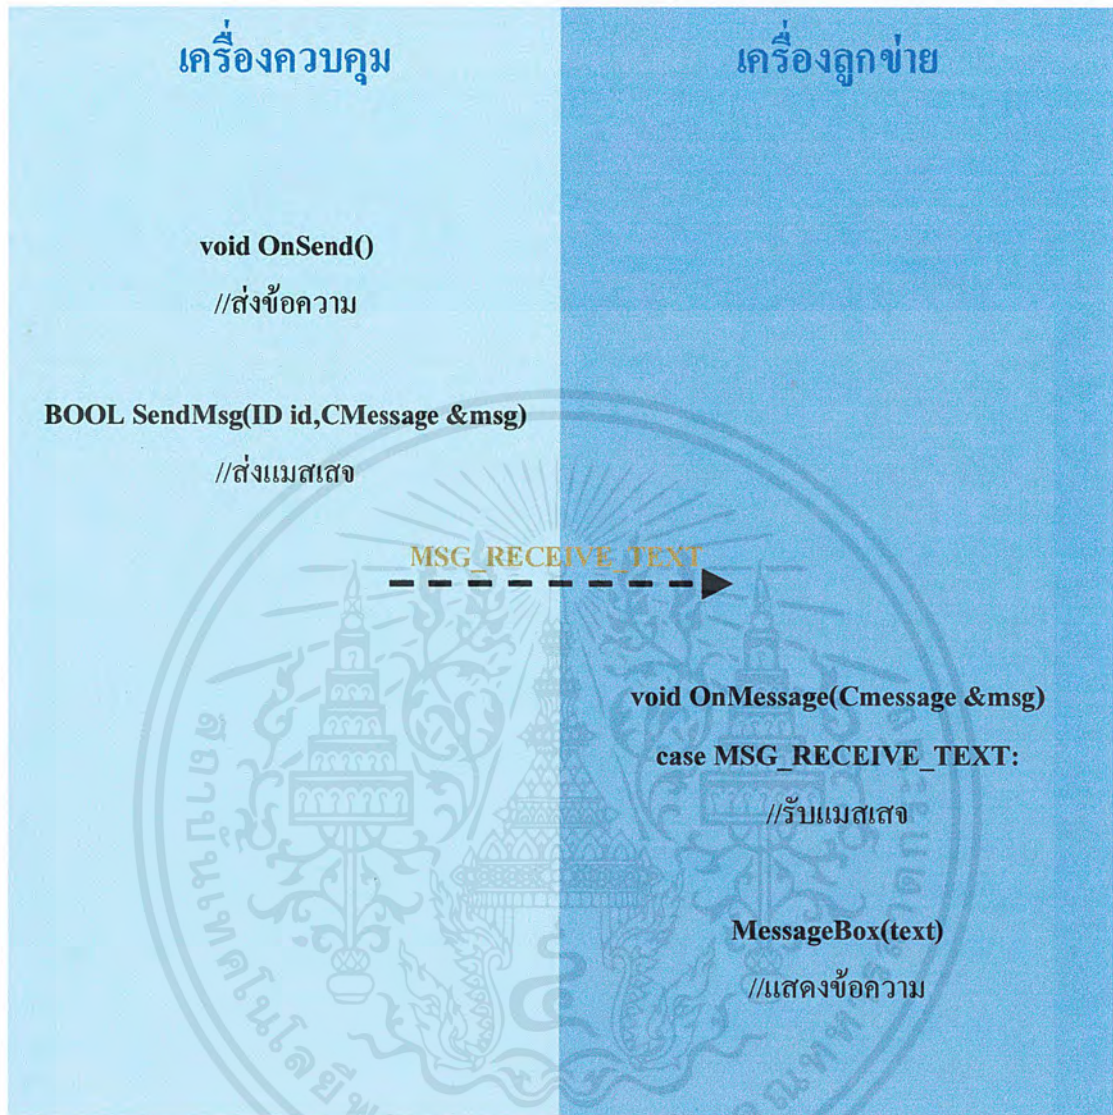 เครื่องควบคุม
เครื่องลูกข่าย
void OnSend()
//ส่งข้อความ
BOOL SendMsg(ID id,CMessage &msg)
//ส่งแมสเสจ
MSG_RECEIVE_TEXT
void OnMessage(Cmessage &msg)
case MSG_RECEIVE_TEXT:
//รับแมสเสจ
MessageBox(text)
//แสดงข้อความ